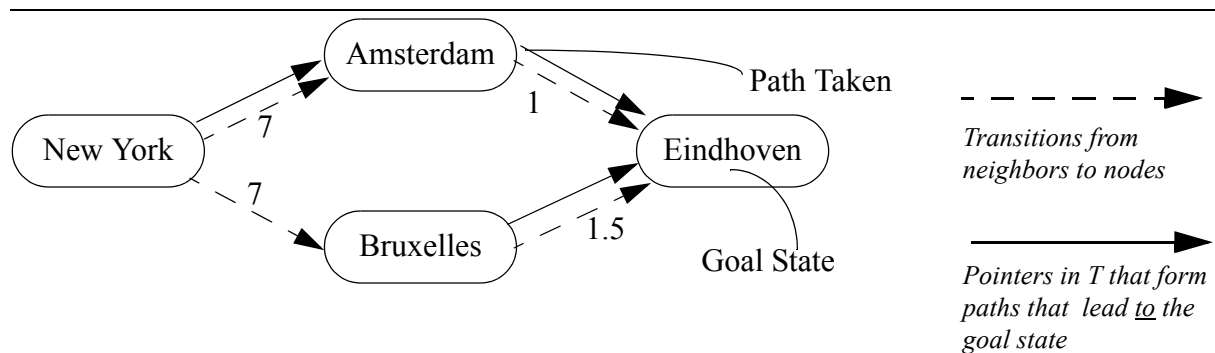 Amsterdam
Path Taken
1
7
New York
Eindhoven
7
1.5
Bruxelles
Goal State
Transitions from
neighbors to nodes
Pointers in T that form
paths that lead to the
goal state